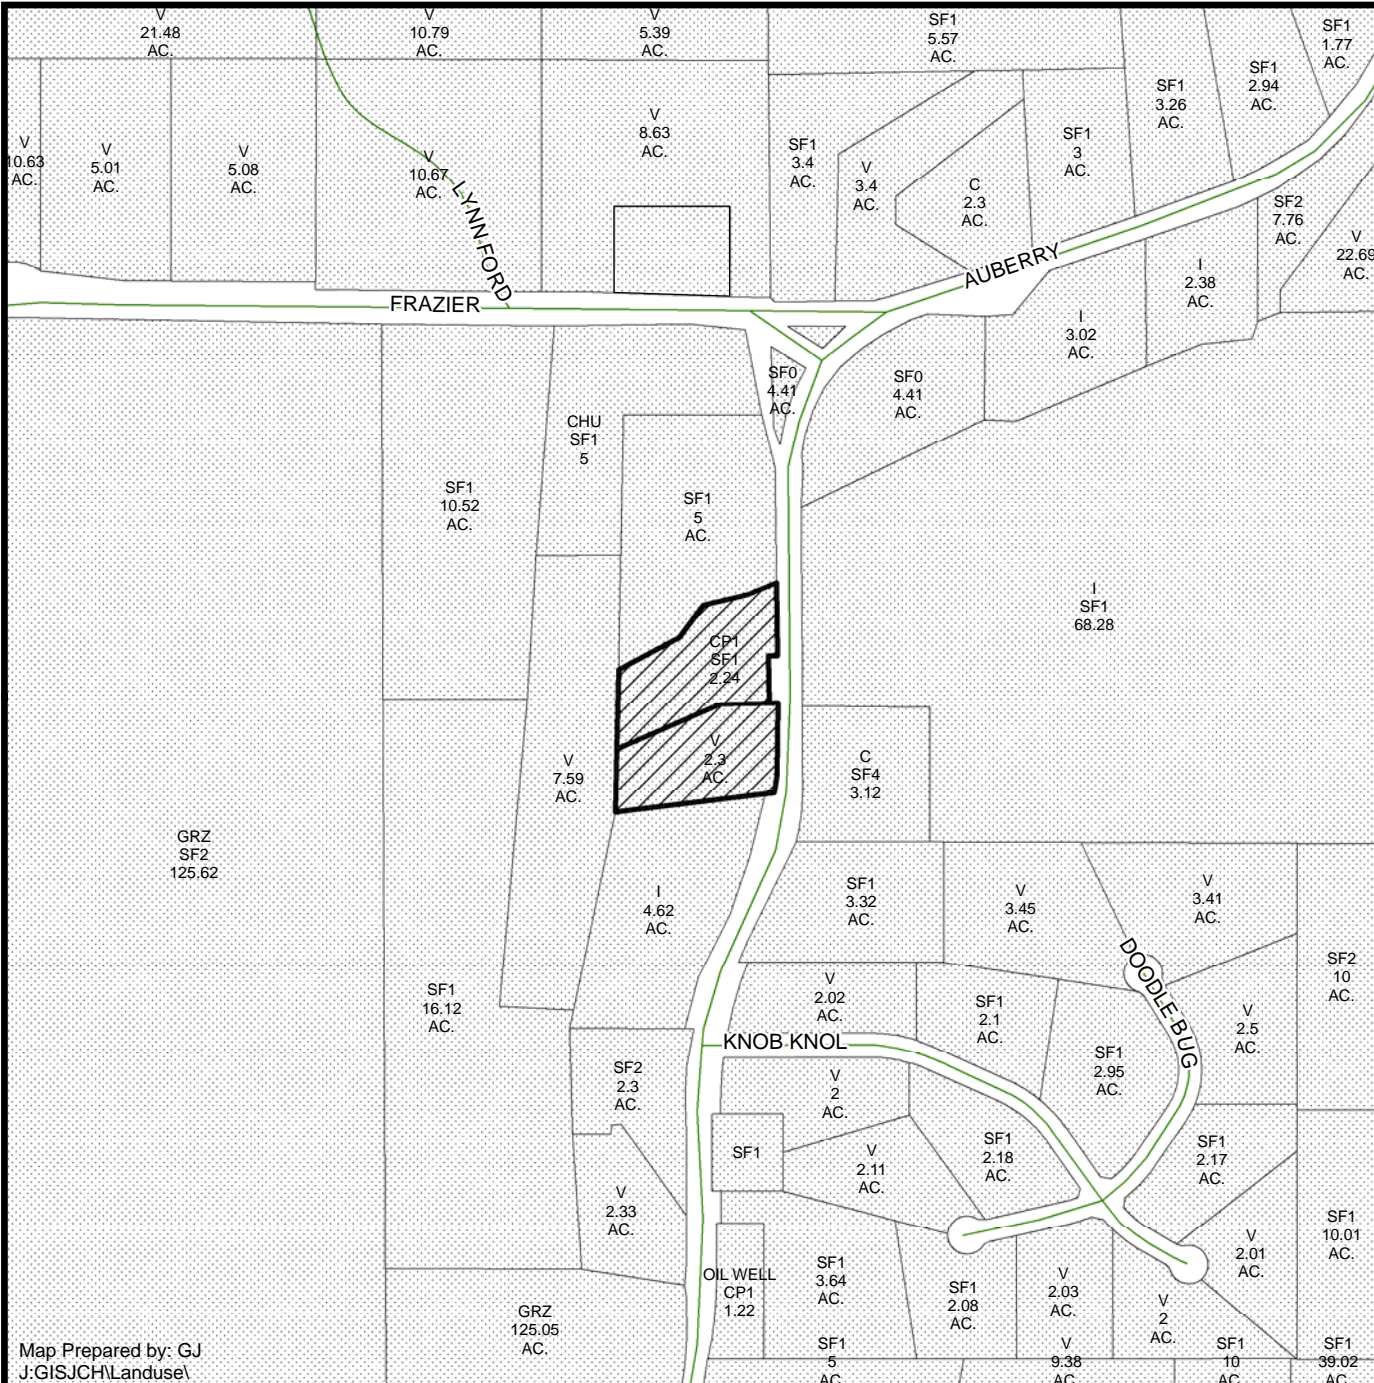 V
21.48
AC.
V
10.79
AC.
V
5.39
AC.
SF1
5.57
AC.
SF1
1.77
AC.
SF1
2.94
AC.
SF1
3.26
AC.
V
10.63
AC.
V
5.01
AC.
V
5.08
AC.
V
10.67
AC.
V
8.63
AC.
SF1
3.4
AC.
V
3.4
AC.
C
2.3
AC.
SF1
3
AC.
SF2
7.76
AC.
V
22.69
AC.
LYNN FORD
AUBERRY
FRAZIER
I
2.38
AC.
I
3.02
AC.
SF0
4.41
AC.
SF0
4.41
AC.
CHU
SF1
5
SF1
10.52
AC.
SF1
5
AC.
I
SF1
68.28
CP1
SF1
2.24
V
2.3
AC.
V
7.59
AC.
C
SF4
3.12
GRZ
SF2
125.62
I
4.62
AC.
SF1
3.32
AC.
V
3.45
AC.
V
3.41
AC.
DOODLE BUG
SF2
10
AC.
SF1
16.12
AC.
V
2.02
AC.
SF1
2.1
AC.
V
2.5
AC.
KNOB KNOL
SF1
2.95
AC.
SF2
2.3
AC.
V
2
AC.
SF1
V
2.11
AC.
SF1
2.18
AC.
SF1
2.17
AC.
V
2.33
AC.
SF1
10.01
AC.
V
2.01
AC.
OIL WELL
CP1
1.22
SF1
3.64
AC.
SF1
2.08
AC.
V
2.03
AC.
V
2
AC.
GRZ
125.05
AC.
SF1
5
AC
V
9.38
AC
SF1
10
AC
SF1
39.02
AC
Map Prepared by: GJ
J:GISJCH\Landuse\